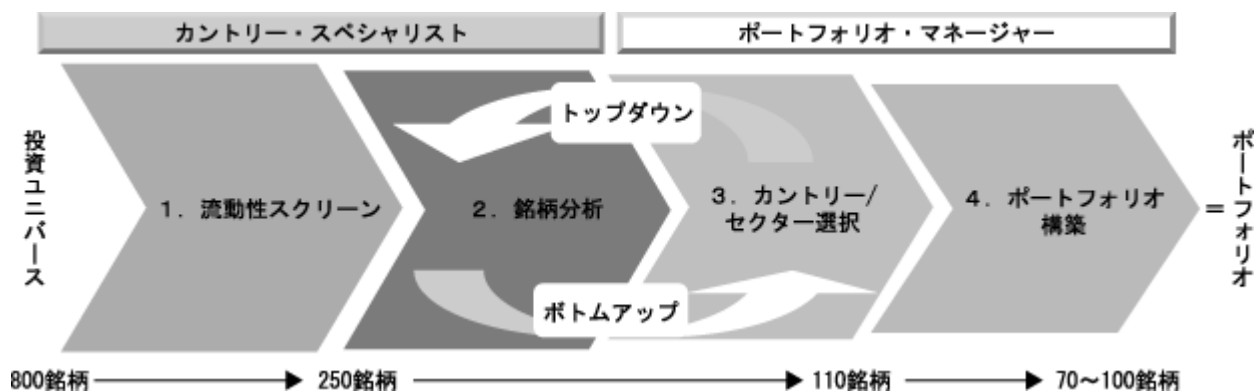 カントリー・スペシャリスト
ポートフォリオ・マネージャー
投資ユニバース
1．流動性スクリーン
2．銘柄分析
トップダウン
ボトムアップ
3．カントリー/
セクター選択
4．ポートフォリオ
構築
＝
ポートフォリオ
800銘柄
250銘柄
110銘柄
70～100銘柄